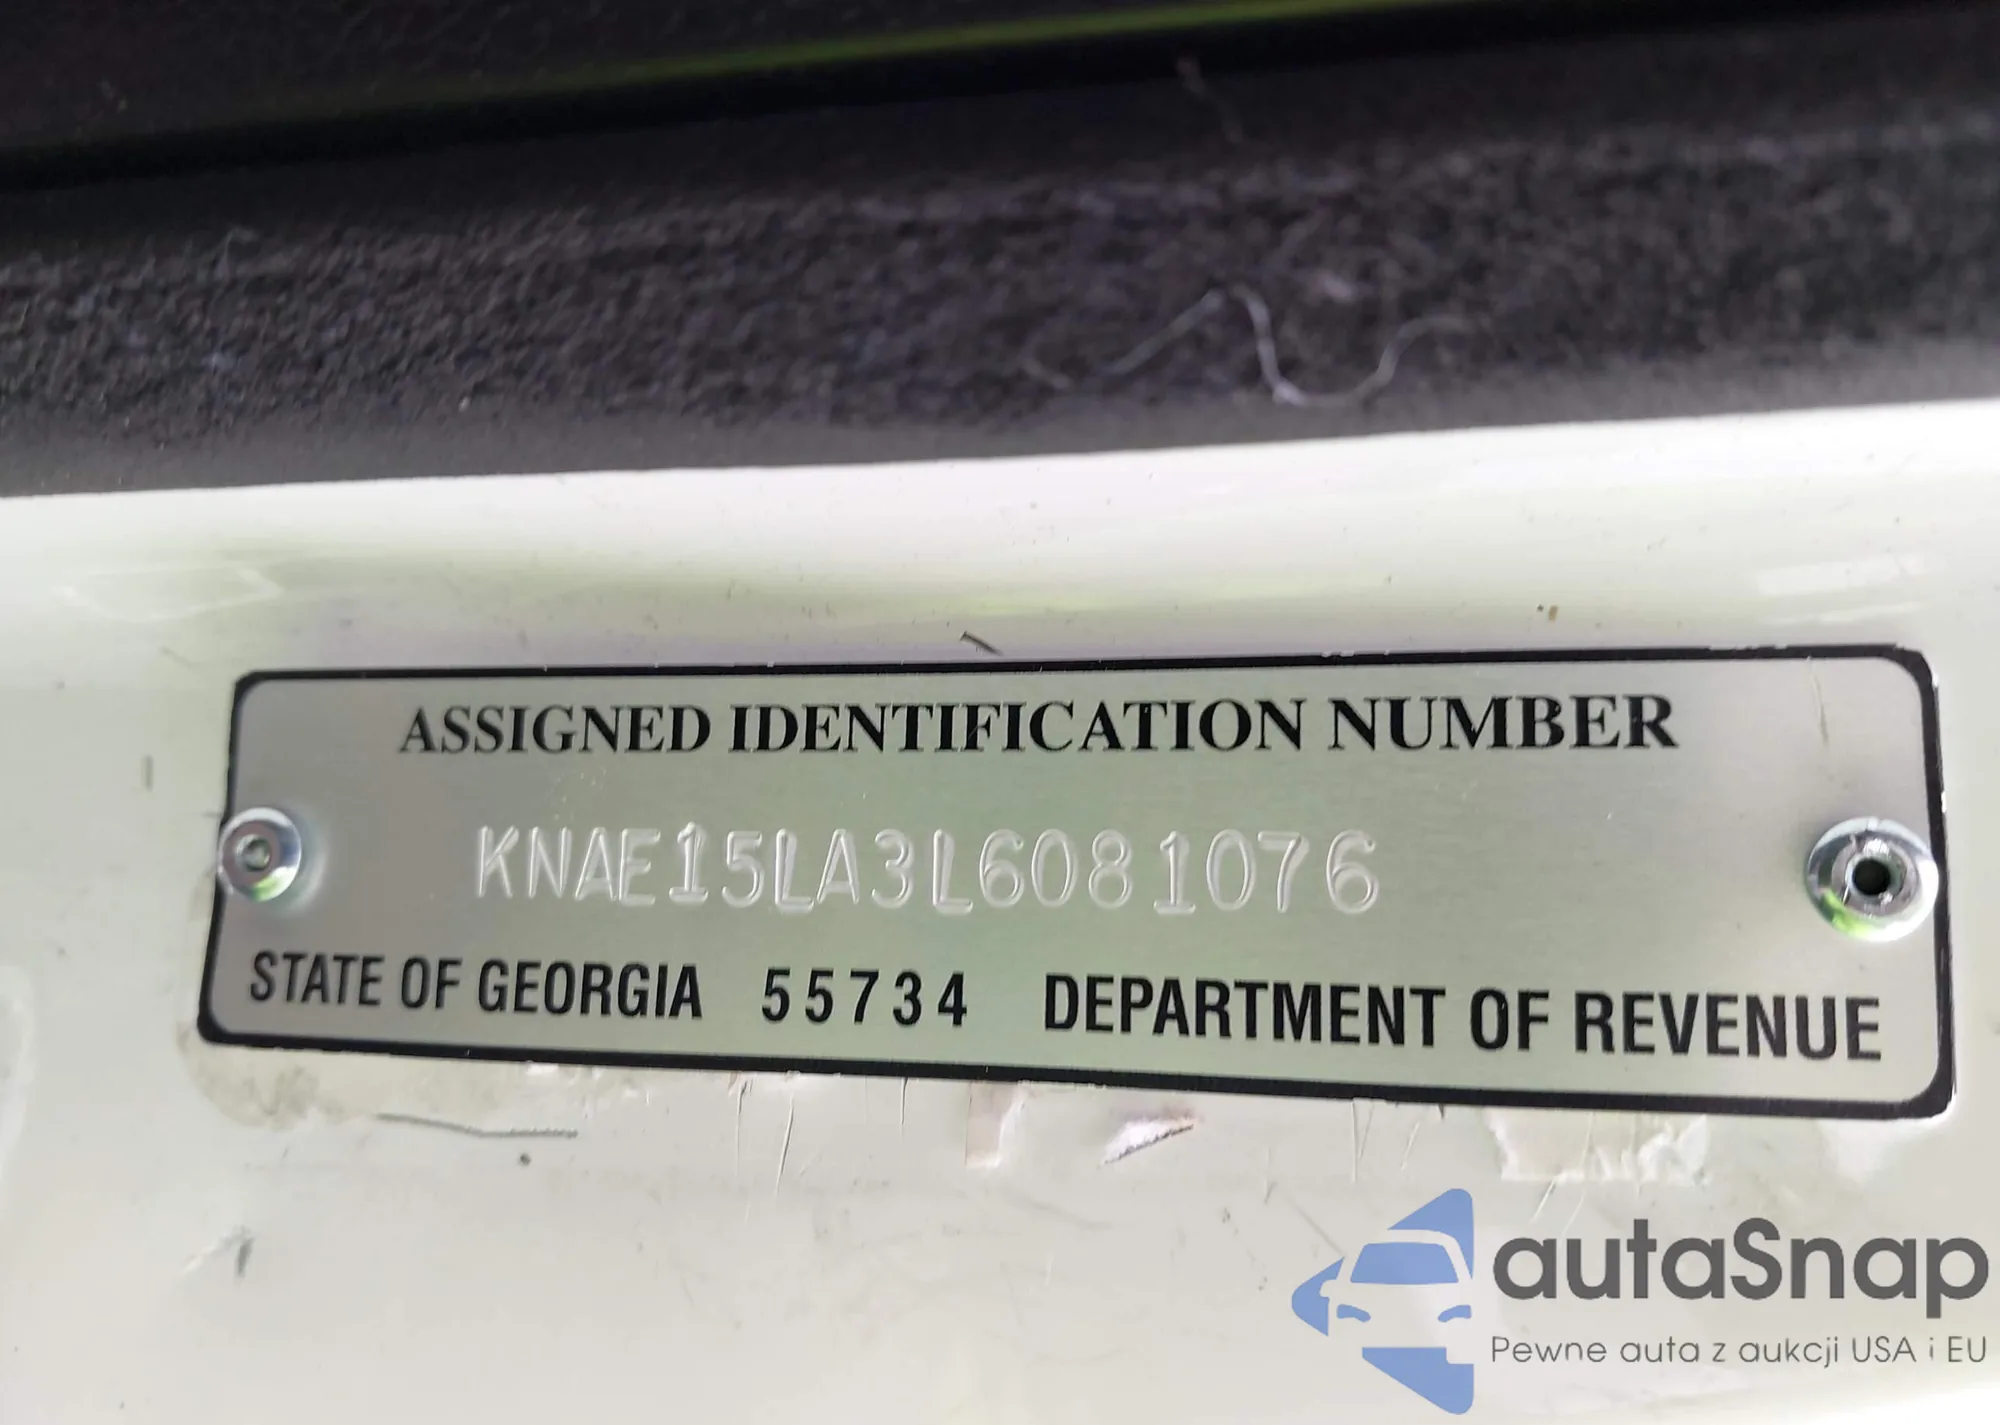 ASSIGNED IDENTIFICATION NUMBER
KNAE15LA3L6081076
STATE OF GEORGIA 55734 DEPARTMENT OF REVENUE
autaSnap
Pewne auta z aukcji USA i EU